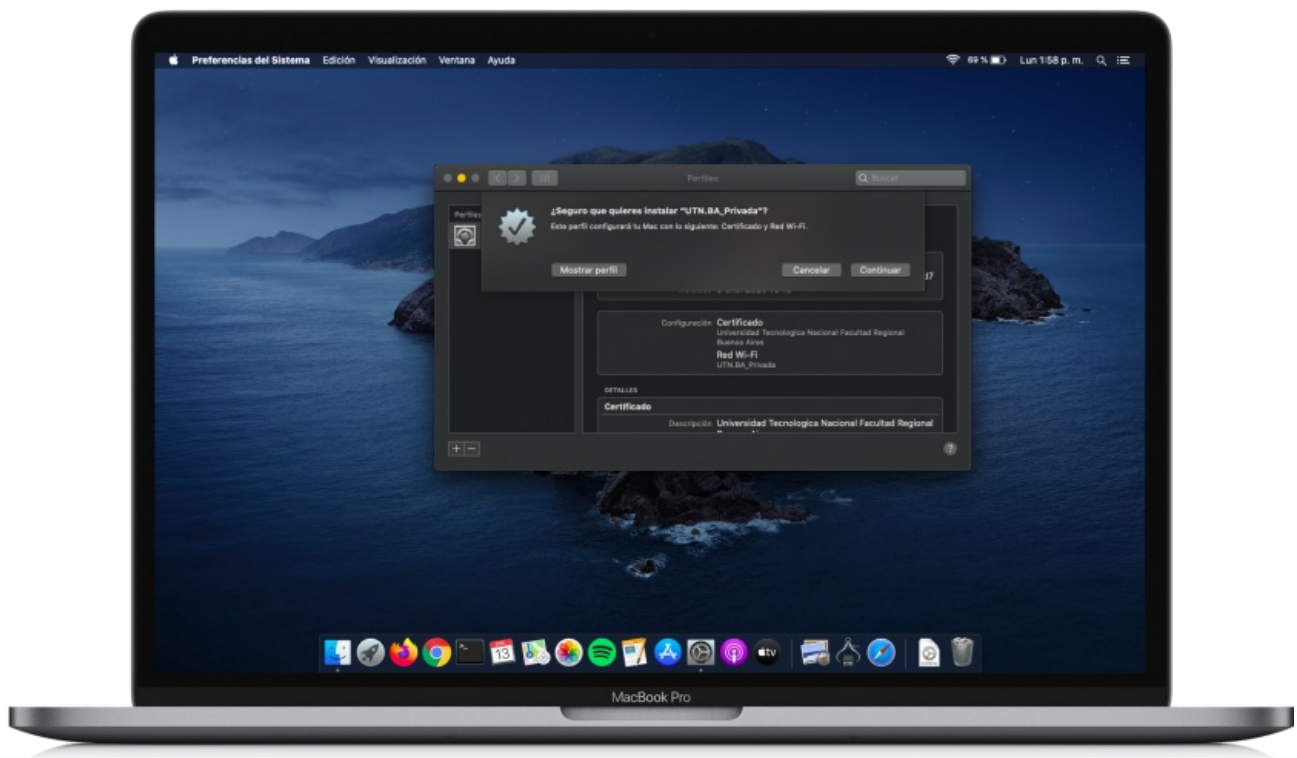 Preferencias del Sistema Edición Visualización Ventana Ayuda
69 % Lun 1:58 p. m.
Perfiles
Buscar
¿Seguro que quieres instalar "UTN.BA_Privada"?
Perfiles
Este perfil configurará tu Mac con lo siguiente: Certificado y Red Wi-Fi.
Mostrar perfil Cancelar Continuar
Configuración Certificado
Universidad Tecnologica Nacional Facultad Regional
Buenos Aires
Red Wi-Fi
UTN.BA_Privada
DETALLES
Certificado
Descripción Universidad Tecnologica Nacional Facultad Regional
13
tv
MacBook Pro